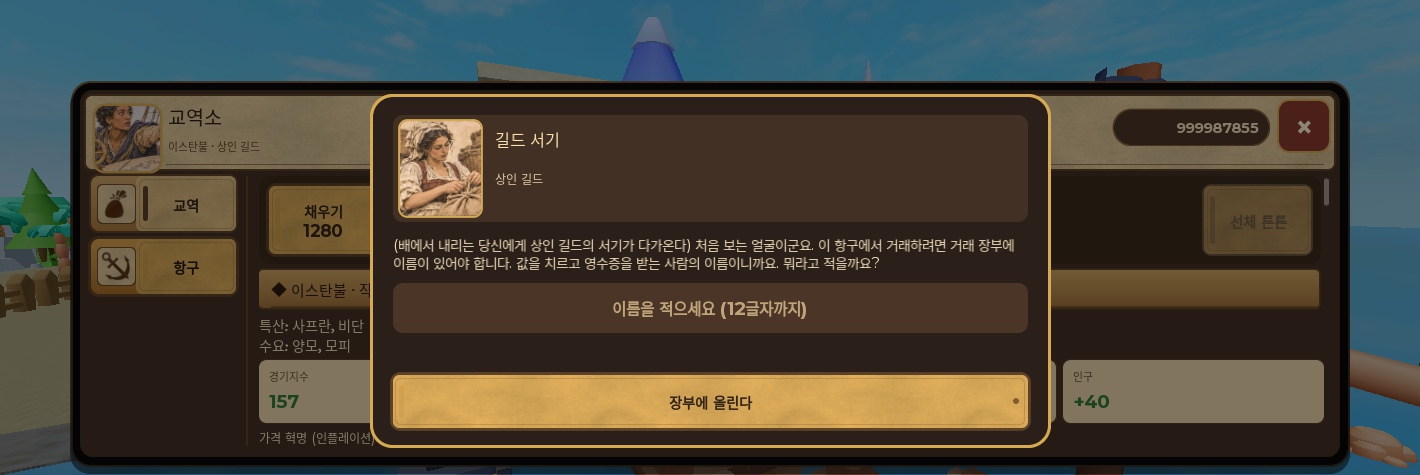 교역소
이스탄불 · 상인 길드
999987855
교역
항구
채우기
1280
선체 튼튼
◆ 이스탄불 · 직
특산: 사프란, 비단
수요: 양모, 모피
경기지수
157
인구
+40
가격 혁명 (인플레이션)
길드 서기
상인 길드
(배에서 내리는 당신에게 상인 길드의 서기가 다가온다) 처음 보는 얼굴이군요. 이 항구에서 거래하려면 거래 장부에
이름이 있어야 합니다. 값을 치르고 영수증을 받는 사람의 이름이니까요. 뭐라고 적을까요?
이름을 적으세요 (12글자까지)
장부에 올린다